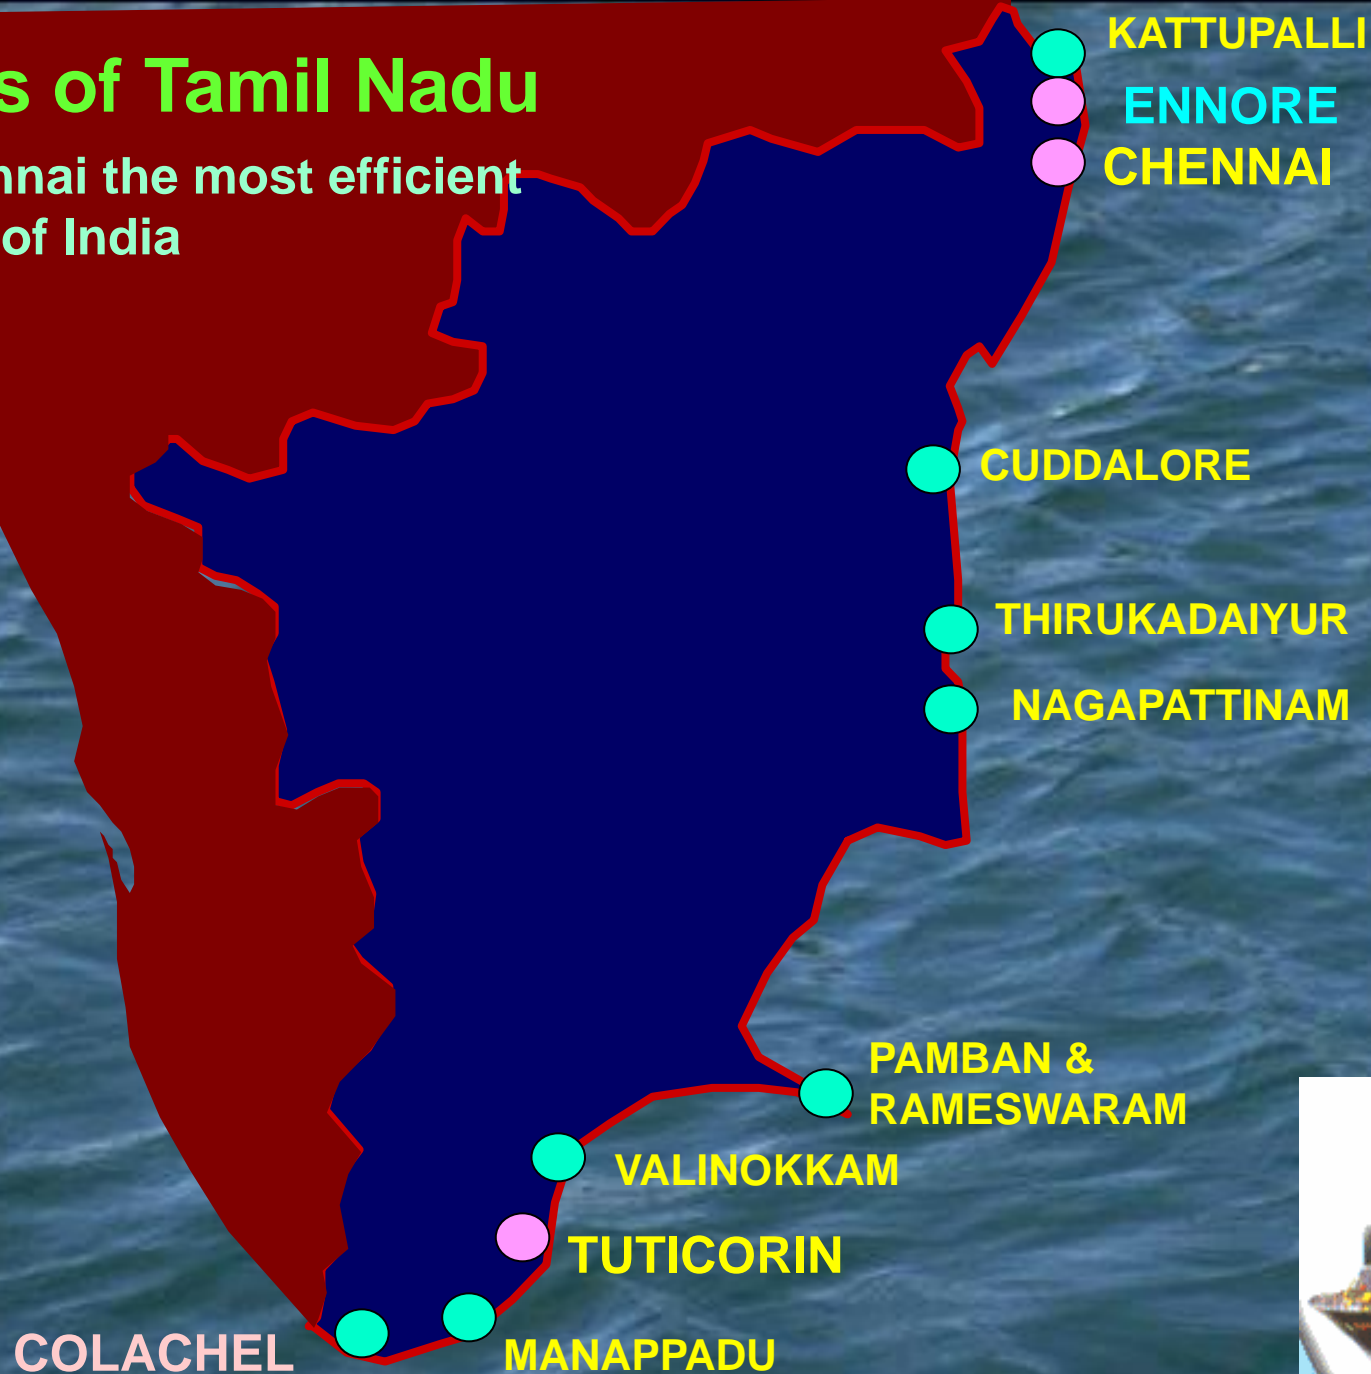 s of Tamil Nadu
nnai the most efficient
of India
KATTUPALLI
ENNORE
CHENNAI
CUDDALORE
THIRUKADAIYUR
NAGAPATTINAM
PAMBAN &
RAMESWARAM
VALINOKKAM
TUTICORIN
COLACHEL
MANAPPADU